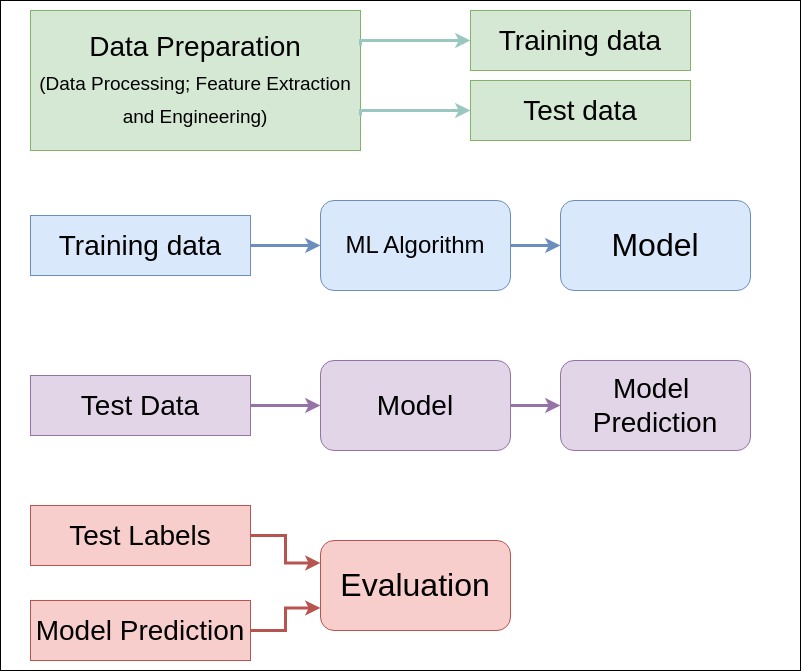 Data Preparation
(Data Processing; Feature Extraction
and Engineering)
Training data
Test data
Training data
ML Algorithm
Model
Test Data
Model
Model
Prediction
Test Labels
Model Prediction
Evaluation